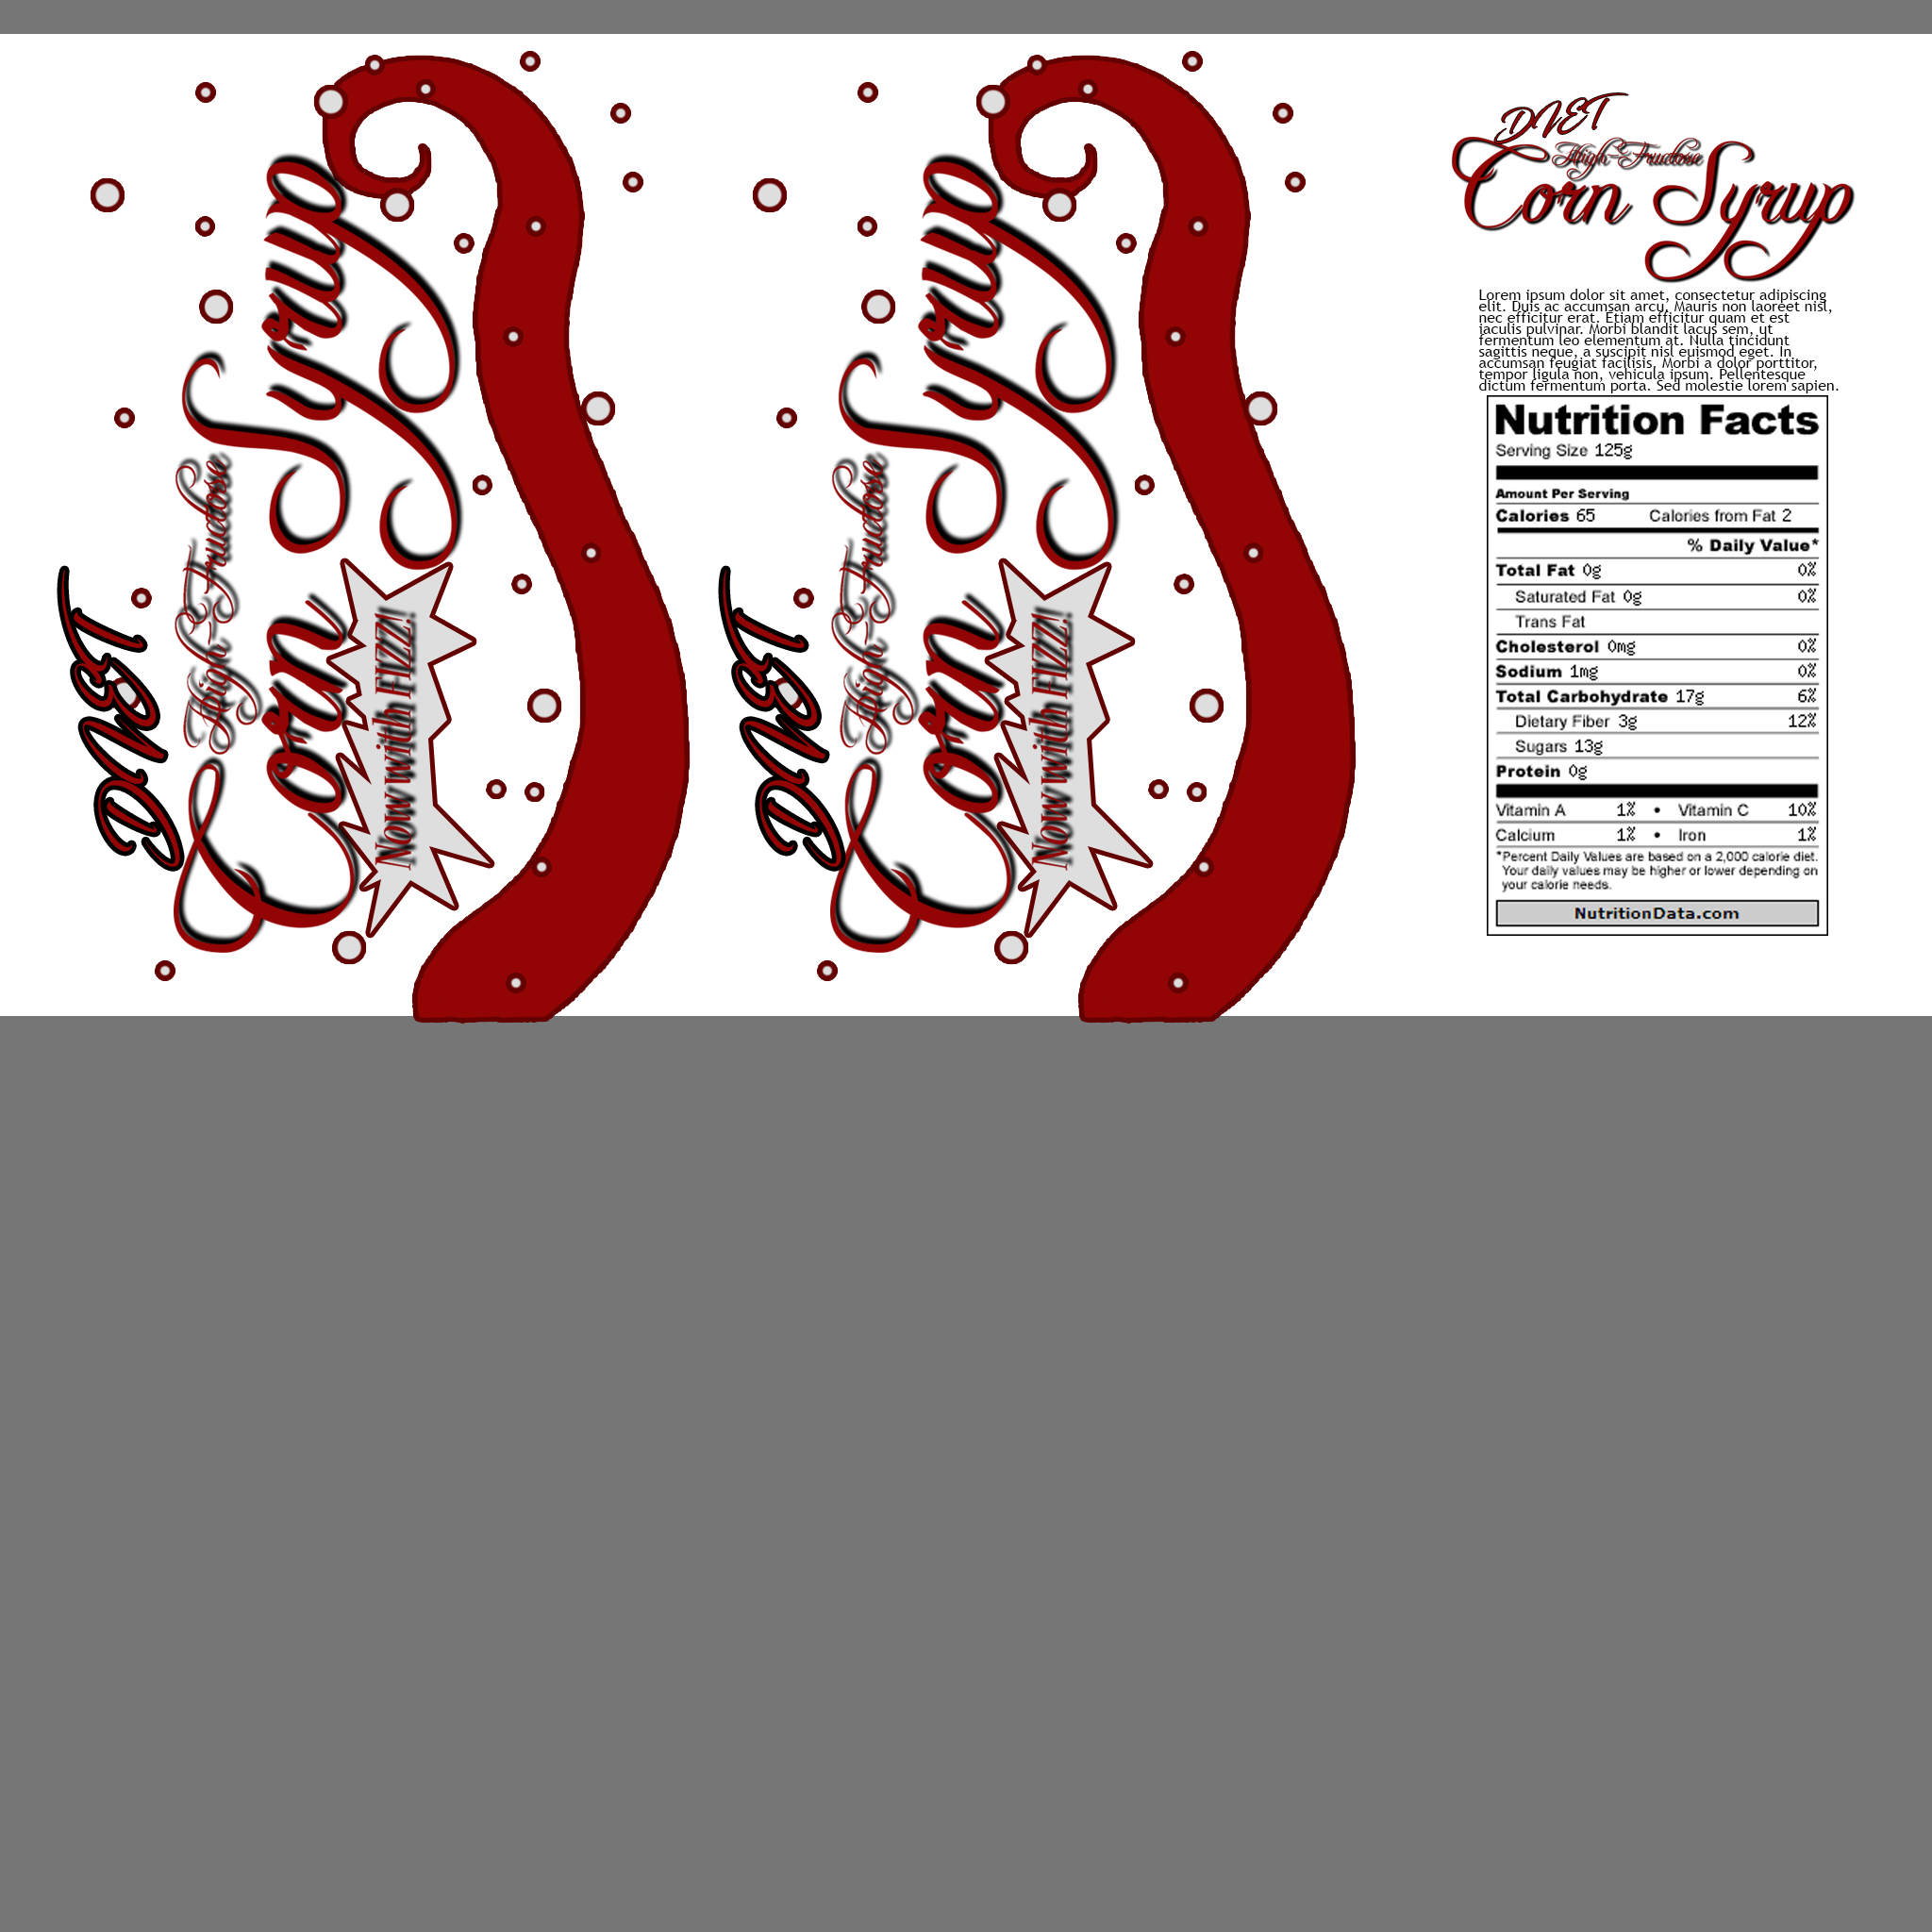 DIET
High-Fructose
Corn Syrup
Now with FIZZ!
DIET
High-Fructose
Corn Syrup
Now with FIZZ!
DIET
High-Fructose
Corn Syrup
Lorem ipsum dolor sit amet, consectetur adipiscing
elit. Duis ac accumsan arcu. Mauris non laoreet nisl,
nec efficitur erat. Etiam efficitur quam et est
iaculis pulvinar. Morbi blandit lacus sem, ut
fermentum leo elementum at. Nulla tincidunt
sagittis neque, a suscipit nisl euismod eget. In
accumsan feugiat facilisis. Morbi a dolor porttitor,
tempor ligula non, vehicula ipsum. Pellentesque
dictum fermentum porta. Sed molestie lorem sapien.
Nutrition Facts
Serving Size 125g
Amount Per Serving
Calories 65 Calories from Fat 2
% Daily Value*
Total Fat 0g 0%
Saturated Fat 0g 0%
Trans Fat
Cholesterol 0mg 0%
Sodium 1mg 0%
Total Carbohydrate 17g 6%
Dietary Fiber 3g 12%
Sugars 13g
Protein 0g
Vitamin A 1% • Vitamin C 10%
Calcium 1% • Iron 1%
*Percent Daily Values are based on a 2,000 calorie diet.
Your daily values may be higher or lower depending on
your calorie needs.
NutritionData.com